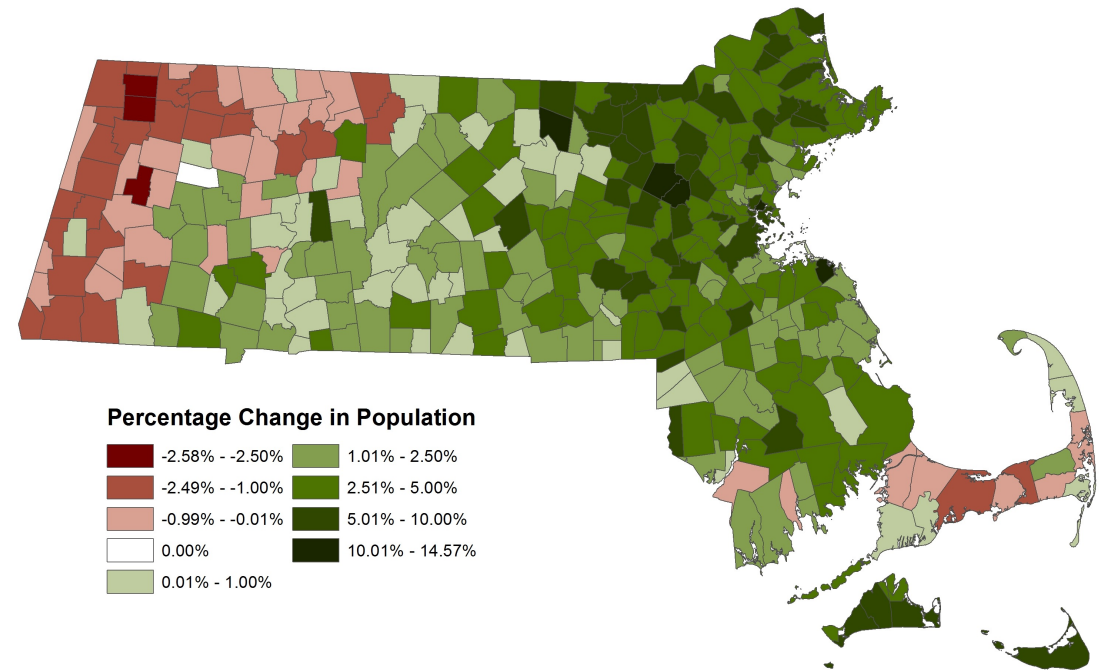 Percentage Change in Population
-2.58% - -2.50%
-2.49% - -1.00%
-0.99% - -0.01%
0.00%
0.01% - 1.00%
1.01% - 2.50%
2.51% - 5.00%
5.01% - 10.00%
10.01% - 14.57%